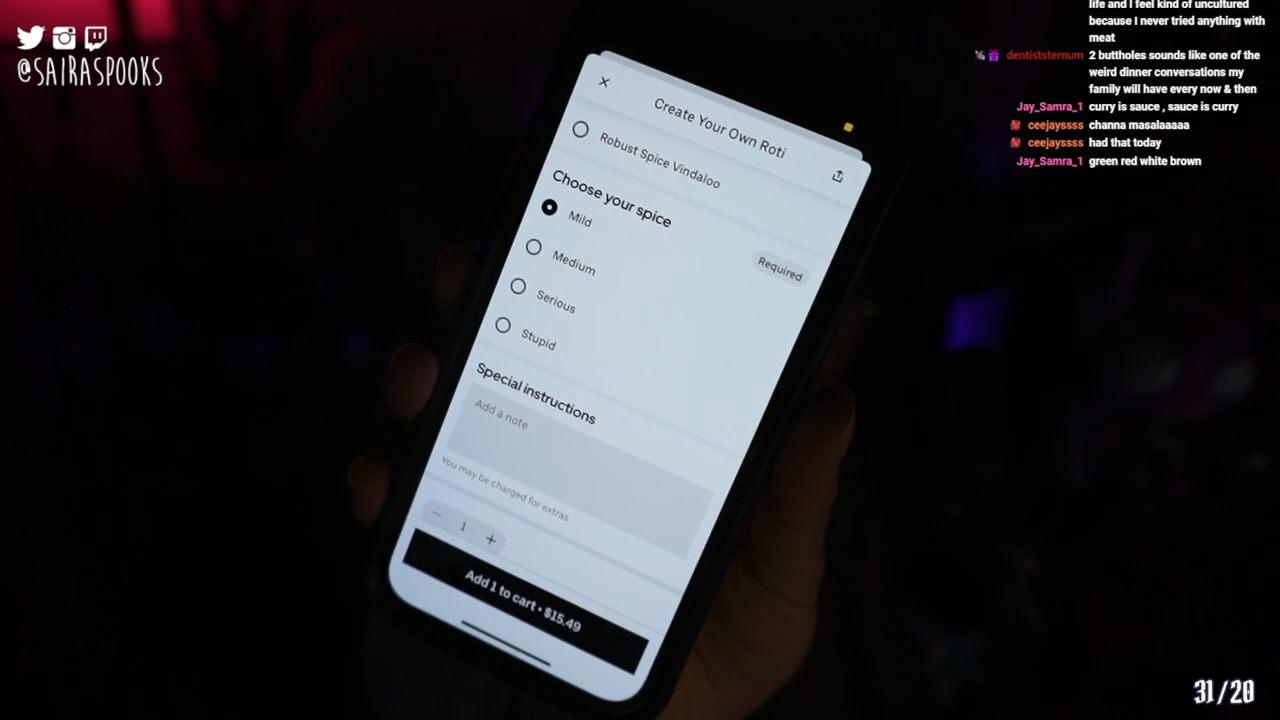 @SAIRASPOOKS
Create Your Own Roti
Robust Spice Vindaloo
Choose your spice
Required
Mild
Medium
Serious
Stupid
Special instructions
Add a note
You may be charged for extras.
1
Add 1 to cart • $15.49
life and I feel kind of uncultured
because I never tried anything with
meat
dentiststernum 2 buttholes sounds like one of the
weird dinner conversations my
family will have every now & then
Jay_Samra_1 curry is sauce , sauce is curry
ceejayssss channa masalaaaaa
ceejayssss had that today
Jay_Samra_1 green red white brown
31/20